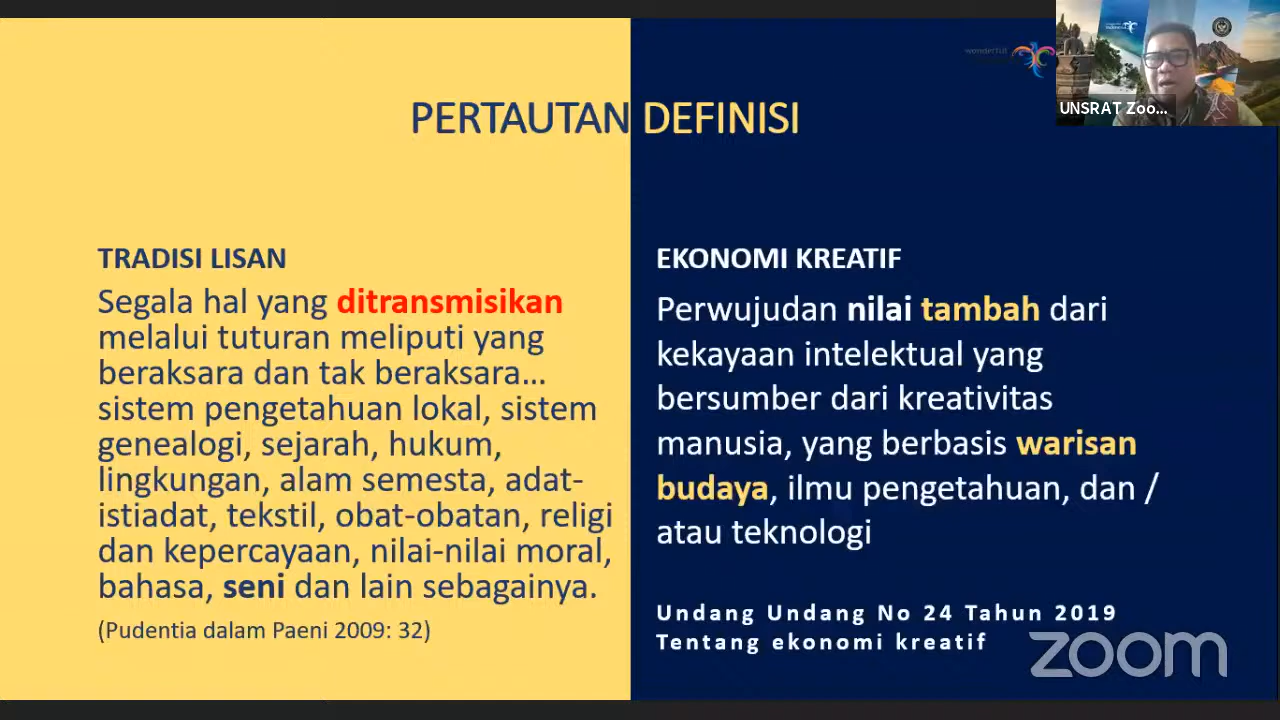 wonderful
UNSRAT Zoo...
PERTAUTAN DEFINISI
TRADISI LISAN
Segala hal yang ditransmisikan
melalui tuturan meliputi yang
beraksara dan tak beraksara...
sistem pengetahuan lokal, sistem
genealogi, sejarah, hukum,
lingkungan, alam semesta, adat-
istiadat, tekstil, obat-obatan, religi
dan kepercayaan, nilai-nilai moral,
bahasa, seni dan lain sebagainya.
(Pudentia dalam Paeni 2009: 32)
EKONOMI KREATIF
Perwujudan nilai tambah dari
kekayaan intelektual yang
bersumber dari kreativitas
manusia, yang berbasis warisan
budaya, ilmu pengetahuan, dan /
atau teknologi
Undang Undang No 24 Tahun 2019
Tentang ekonomi kreatif
zoom